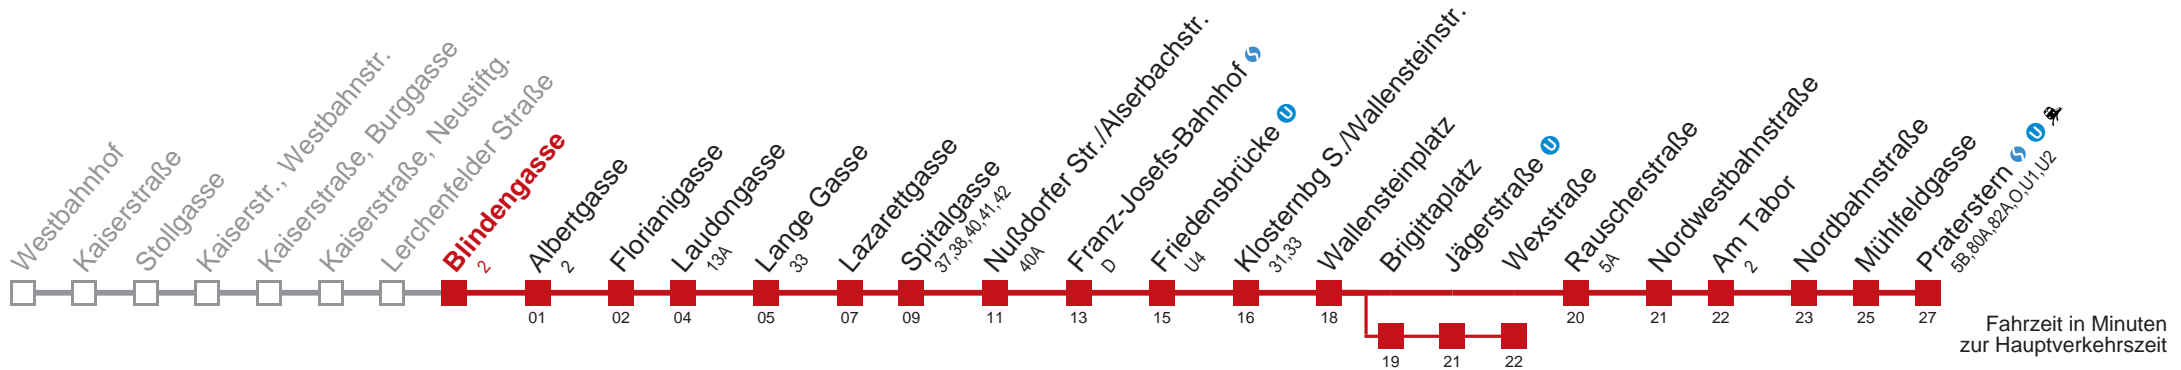 Westbahnhof
Kaiserstraße
Stollgasse
Kaiserstr., Westbahnstr.
Kaiserstraße, Burggasse
Kaiserstraße, Neustiftg.
Lerchenfelder Straße
Blindengasse
2
Albertgasse
2
Florianigasse
Laudongasse
13A
Lange Gasse
33
Lazarettgasse
Spitalgasse
37,38,40,41,42
Nußdorfer Str./Alserbachstr.
40A
Franz-Josefs-Bahnhof S
D
Friedensbrücke U
U4
Klosternbg S./Wallensteinstr.
31,33
Wallensteinplatz
Brigittaplatz
Jägerstraße U
Wexstraße
Rauscherstraße
5A
Nordwestbahnstraße
Am Tabor
2
Nordbahnstraße
Mühlfeldgasse
Praterstern S U
5B,80A,82A,O,U1,U2
01 02 04 05 07 09 11 13 15 16 18 20 21 22 23 25 27
19 21 22
Fahrzeit in Minuten
zur Hauptverkehrszeit